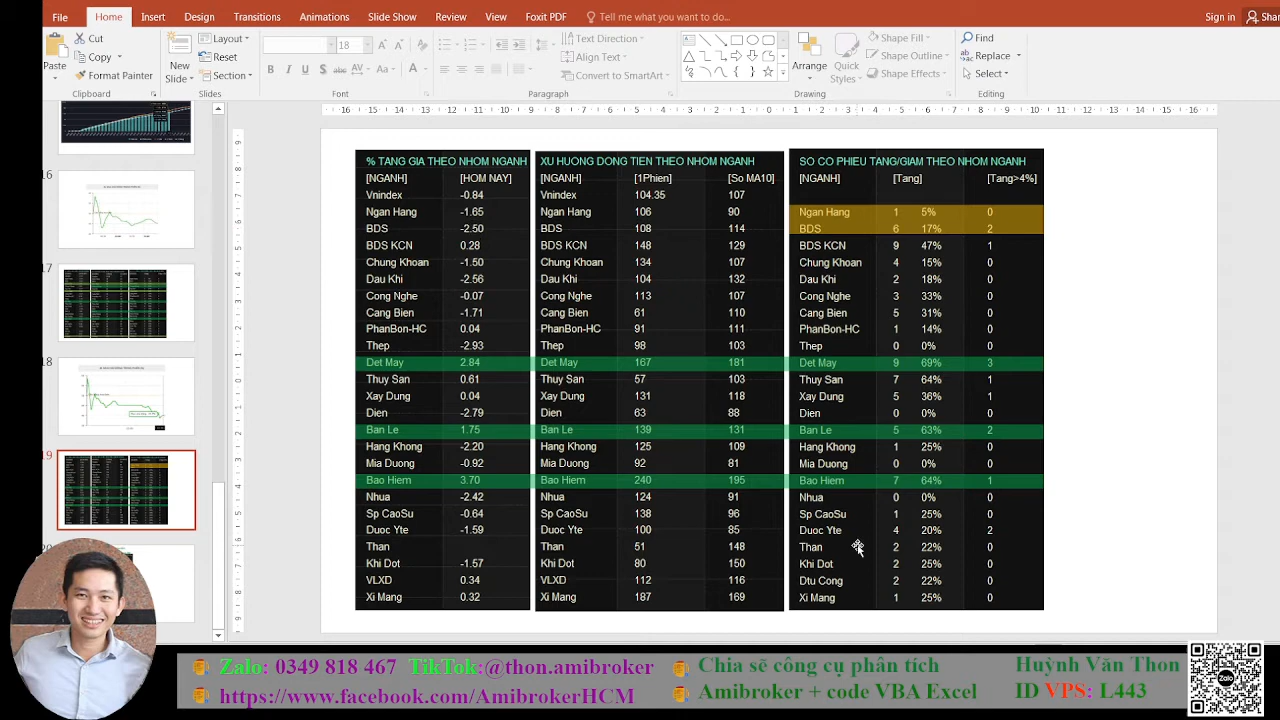 File Home Insert Design Transitions Animations Slide Show Review View Foxit PDF Tell me what you want to do... Sign in Shar
Cut Copy Format Painter Paste Clipboard
New Slide Layout Reset Section Slides
18 Font
Text Direction Align Text Convert to SmartArt Paragraph
Arrange Quick Styles Shape Fill Shape Outline Shape Effects Drawing
Find Replace Select Editing
16
17
18
19
% TANG GIA THEO NHOM NGANH
[NGANH] [HOM NAY]
Vnindex -0.84
Ngan Hang -1.65
BDS -2.50
BDS KCN 0.28
Chung Khoan -1.50
Dau Khi -2.56
Cong Nghe -0.07
Cang Bien -1.71
PhanBon-HC 0.04
Thep -2.93
Det May 2.84
Thuy San 0.61
Xay Dung 0.04
Dien -2.79
Ban Le 1.75
Hang Khong -2.20
Mia Duong -0.95
Bao Hiem 3.70
Nhua -2.42
Sp CaoSu -0.64
Duoc Yte -1.59
Than
Khi Dot -1.57
VLXD 0.34
Xi Mang 0.32
XU HUONG DONG TIEN THEO NHOM NGANH
[NGANH] [1Phien] [So MA10]
Vnindex 104.35 107
Ngan Hang 106 90
BDS 108 114
BDS KCN 148 129
Chung Khoan 134 107
Dau Khi 104 132
Cong Nghe 113 107
Cang Bien 61 110
PhanBon-HC 91 111
Thep 98 103
Det May 167 181
Thuy San 57 103
Xay Dung 131 118
Dien 63 88
Ban Le 139 131
Hang Khong 125 109
Mia Duong 92 81
Bao Hiem 240 195
Nhua 124 91
Sp CaoSu 138 96
Duoc Yte 100 85
Than 51 148
Khi Dot 80 150
VLXD 112 116
Xi Mang 187 169
SO CO PHIEU TANG/GIAM THEO NHOM NGANH
[NGANH] [Tang] [Tang>4%]
Ngan Hang 1 5% 0
BDS 6 17% 2
BDS KCN 9 47% 1
Chung Khoan 4 15% 0
Dau Khi 2 18% 0
Cong Nghe 2 33% 0
Cang Bien 5 31% 0
PhanBon-HC 1 14% 0
Thep 0 0% 0
Det May 9 69% 3
Thuy San 7 64% 1
Xay Dung 5 36% 1
Dien 0 0% 0
Ban Le 5 63% 2
Hang Khong 1 25% 0
Mia Duong 1 0% 0
Bao Hiem 7 64% 1
Nhua 0 0% 0
Sp CaoSu 1 25% 0
Duoc Yte 4 20% 2
Than 2 22% 0
Khi Dot 2 25% 0
Dtu Cong 2 22% 0
Xi Mang 1 25% 0
Zalo: 0349 818 467 TikTok:@thon.amibroker
https://www.facebook.com/AmibrokerHCM
Chia sẽ công cụ phân tích
Amibroker + code VBA Excel
Huỳnh Văn Thon
ID VPS: L443
Zalo